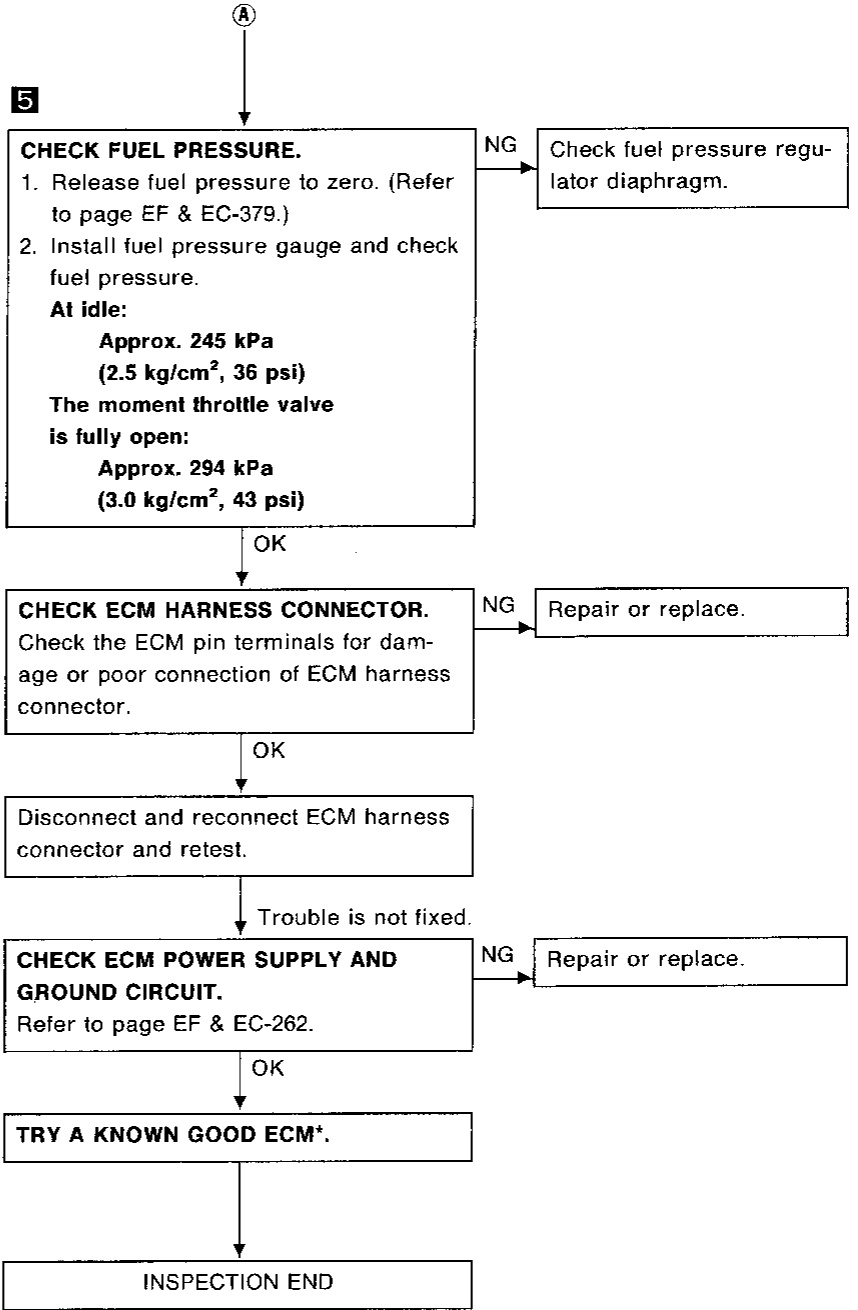 Ⓐ
5
CHECK FUEL PRESSURE.
1. Release fuel pressure to zero. (Refer
to page EF & EC-379.)
2. Install fuel pressure gauge and check
fuel pressure.
At idle:
Approx. 245 kPa
(2.5 kg/cm², 36 psi)
The moment throttle valve
is fully open:
Approx. 294 kPa
(3.0 kg/cm², 43 psi)
NG
Check fuel pressure regu-
lator diaphragm.
OK
CHECK ECM HARNESS CONNECTOR.
Check the ECM pin terminals for dam-
age or poor connection of ECM harness
connector.
NG
Repair or replace.
OK
Disconnect and reconnect ECM harness
connector and retest.
Trouble is not fixed.
CHECK ECM POWER SUPPLY AND
GROUND CIRCUIT.
Refer to page EF & EC-262.
NG
Repair or replace.
OK
TRY A KNOWN GOOD ECM*.
INSPECTION END